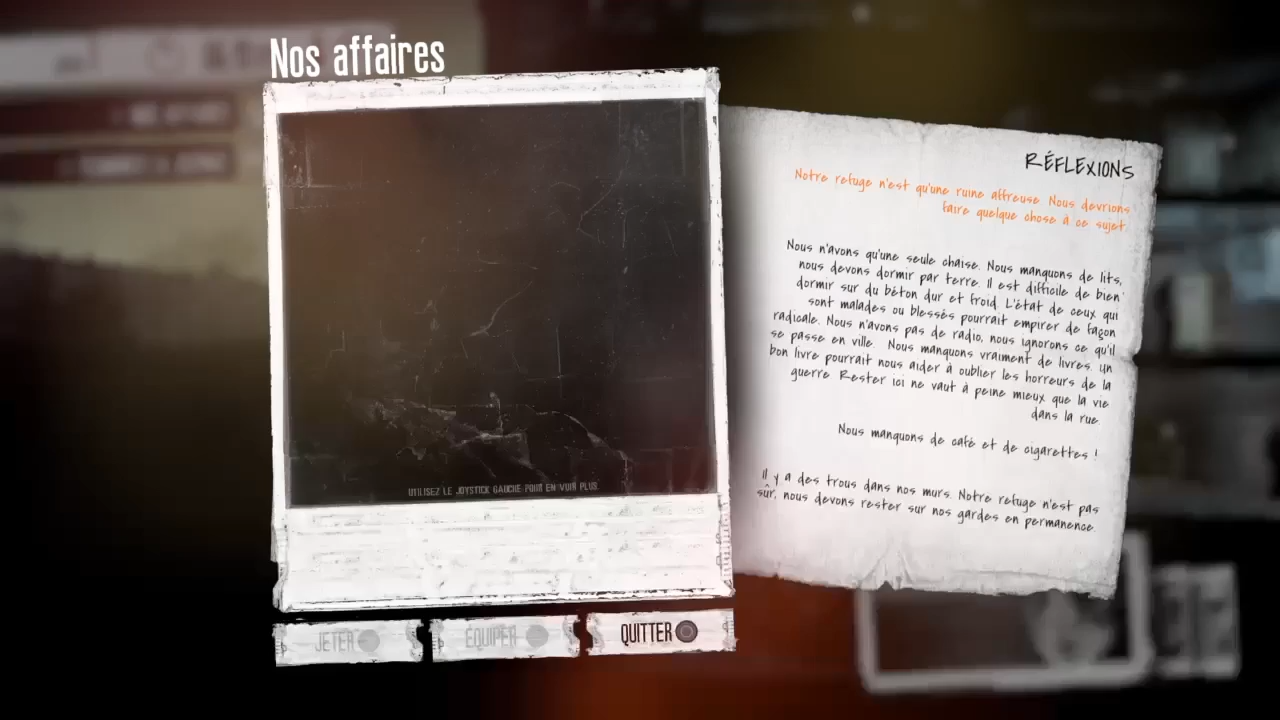 Nos affaires
UTILISEZ LE JOYSTICK GAUCHE POUR EN VOIR PLUS.
JETER
ÉQUIPER
QUITTER
RÉFLEXIONS
Notre refuge n'est qu'une ruine affreuse. Nous devrions
faire quelque chose à ce sujet.
Nous n'avons qu'une seule chaise. Nous manquons de lits,
nous devons dormir par terre. Il est difficile de bien
dormir sur du béton dur et froid. L'état de ceux qui
sont malades ou blessés pourrait empirer de façon
radicale. Nous n'avons pas de radio, nous ignorons ce qu'il
se passe en ville. Nous manquons vraiment de livres. Un
bon livre pourrait nous aider à oublier les horreurs de la
guerre. Rester ici ne vaut à peine mieux que la vie
dans la rue.
Nous manquons de café et de cigarettes !
Il y a des trous dans nos murs. Notre refuge n'est pas
sûr, nous devons rester sur nos gardes en permanence.